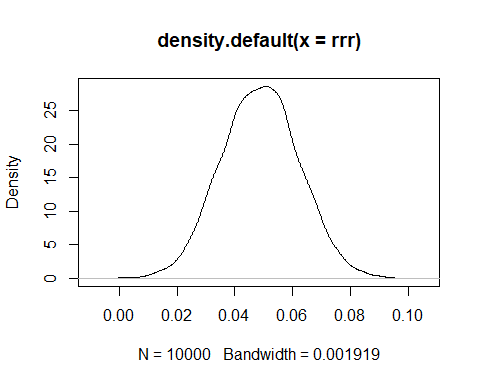 density.default(x = rrr)
Density
25
20
15
10
5
0
0.00 0.02 0.04 0.06 0.08 0.10
N = 10000 Bandwidth = 0.001919